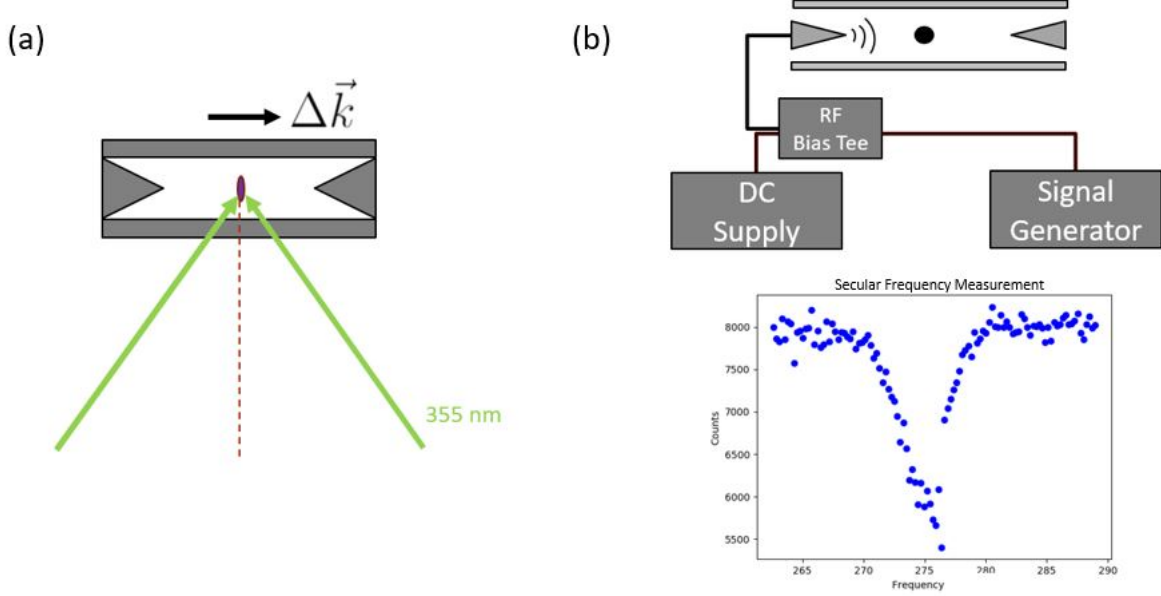 (a)
Δk⃗
355 nm
(b)
RF
Bias Tee
DC
Supply
Signal
Generator
Secular Frequency Measurement
8000
7500
7000
6500
6000
5500
Counts
265 270 275 280 285 290
Frequency